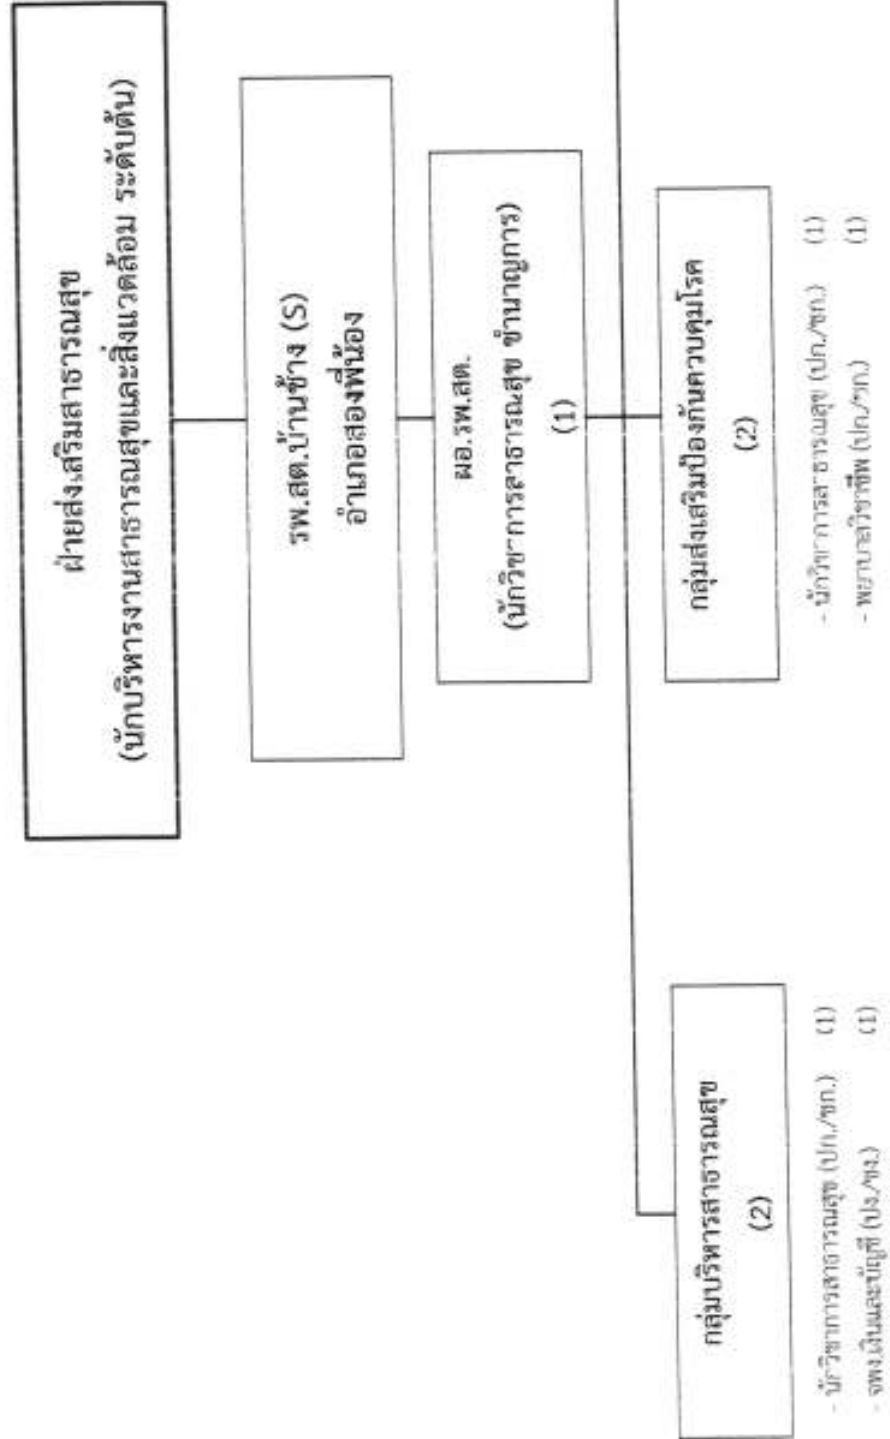 ฝ่ายส่งเสริมสาธารณสุข
(นักบริหารงานสาธารณสุขและสิ่งแวดล้อม ระดับต้น)
รพ.สต.บ้านช้าง (S)
อำเภอสองพี่น้อง
ผอ.รพ.สต.
(นักวิชาการสาธารณสุข ชำนาญการ)
(1)
กลุ่มบริหารสาธารณสุข
(2)
- นักวิชาการสาธารณสุข (ปก./ชก.) (1)
- จพง.เงินและบัญชี (ปง./ชง.) (1)
กลุ่มส่งเสริมป้องกันควบคุมโรค
(2)
- นักวิชาการสาธารณสุข (ปก./ชก.) (1)
- พยาบาลวิชาชีพ (ปก./ชก.) (1)